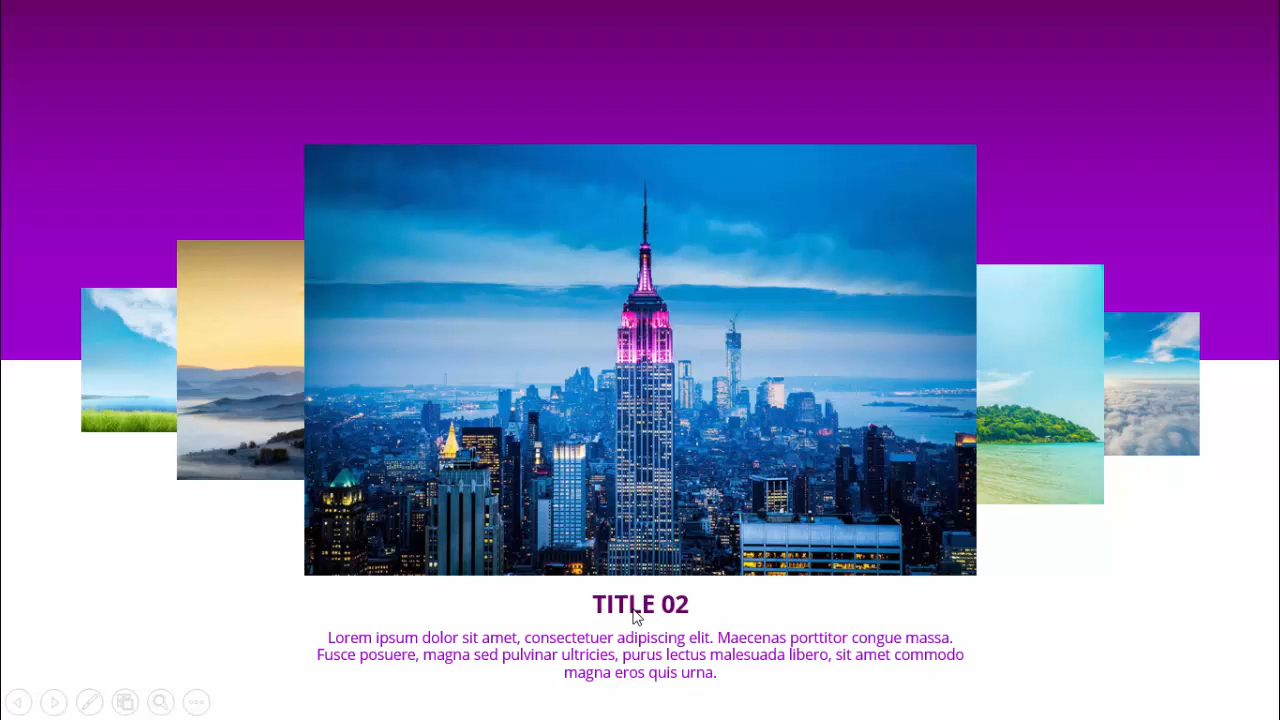 TITLE 02
Lorem ipsum dolor sit amet, consectetuer adipiscing elit. Maecenas porttitor congue massa.
Fusce posuere, magna sed pulvinar ultricies, purus lectus malesuada libero, sit amet commodo
magna eros quis urna.